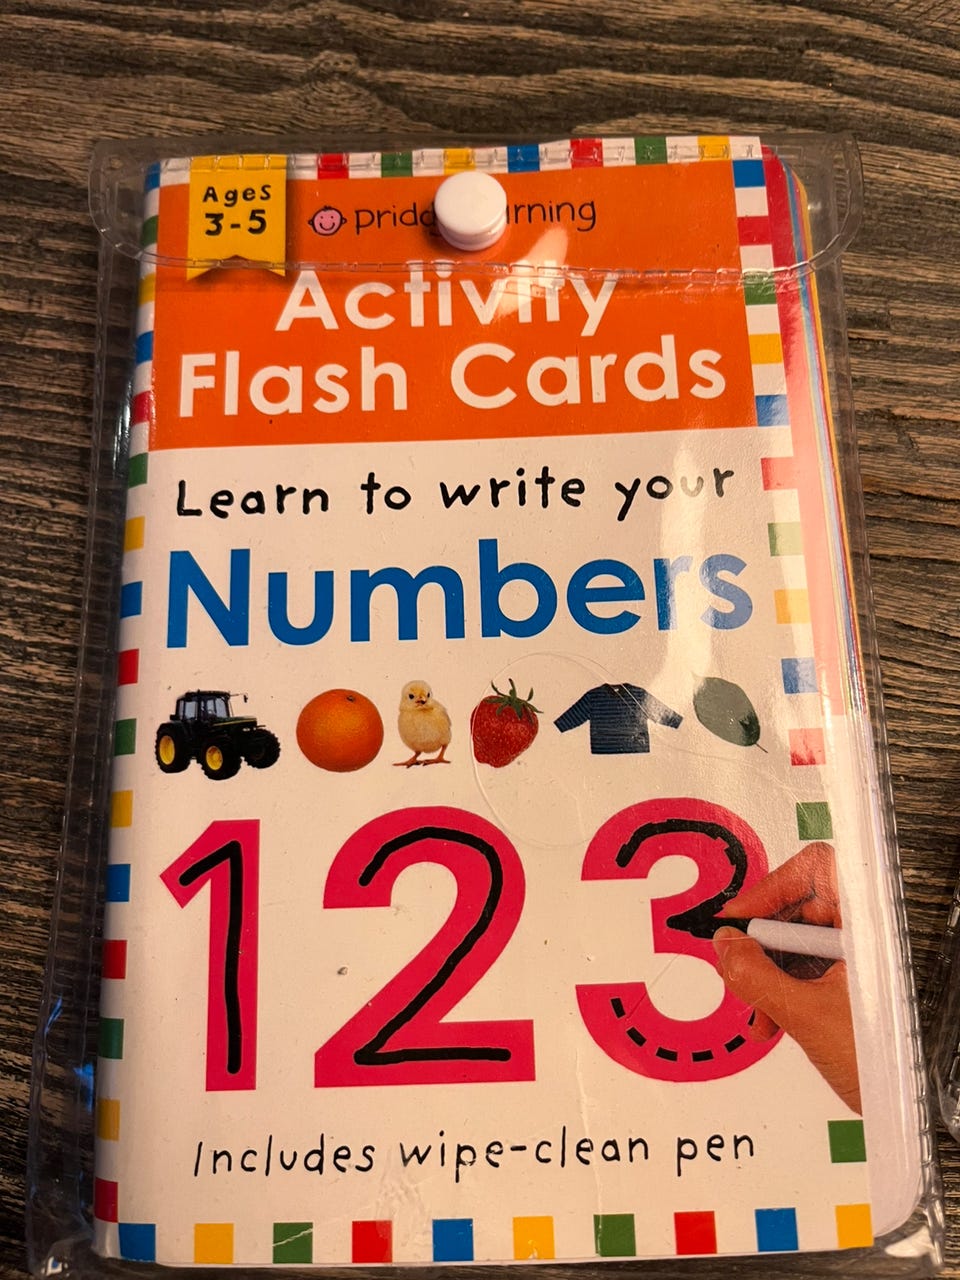 Ages
3-5
Activity
Flash Cards
Learn to write your
Numbers
123
Includes wipe-clean pen